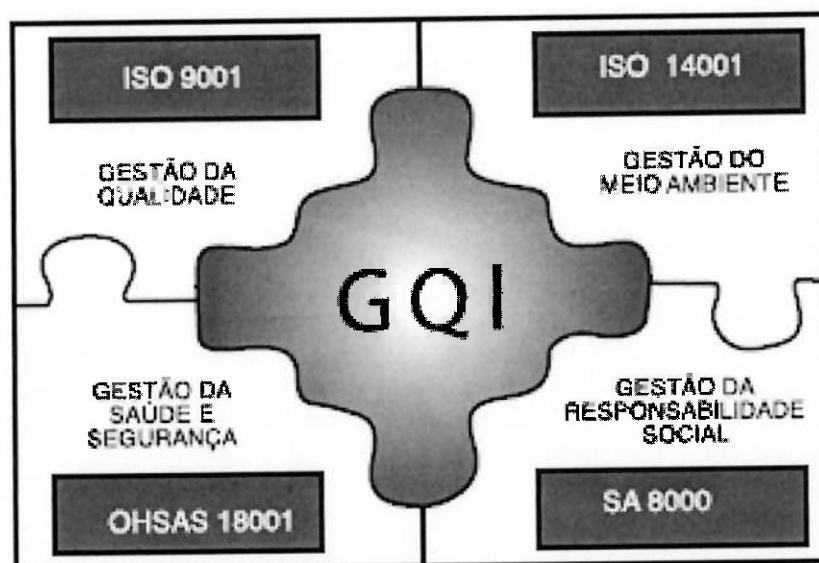 ISO 9001
GESTÃO DA
QUALIDADE
ISO 14001
GESTÃO DO
MEIO AMBIENTE
GQI
GESTÃO DA
SAÚDE E
SEGURANÇA
OHSAS 18001
GESTÃO DA
RESPONSABILIDADE
SOCIAL
SA 8000